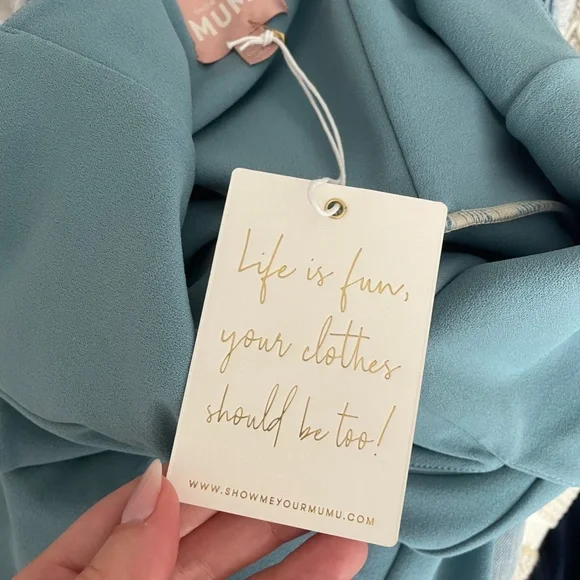 MUMU
Life is fun,
your clothes
should be too!
WWW.SHOWMEYOURMUMU.COM